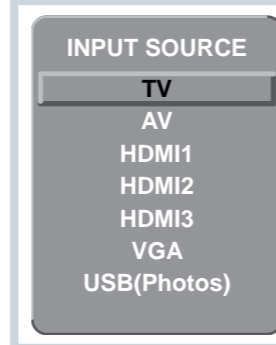 INPUT SOURCE
TV
AV
HDMI1
HDMI2
HDMI3
VGA
USB(Photos)